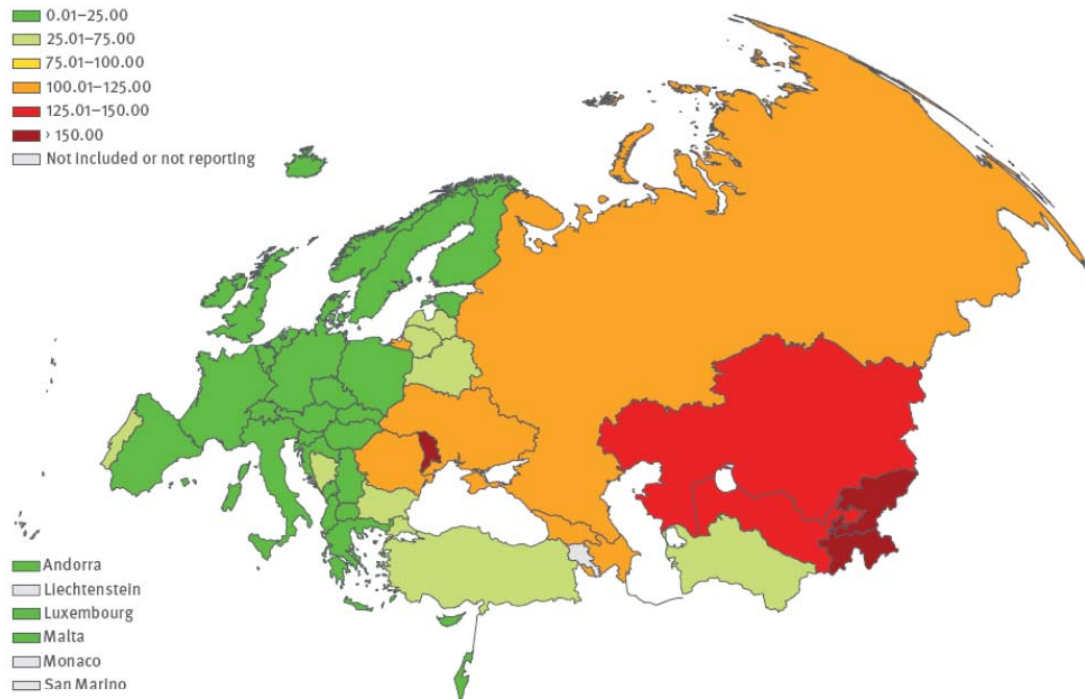 0.01–25.00
25.01–75.00
75.01–100.00
100.01–125.00
125.01–150.00
> 150.00
Not included or not reporting
Andorra
Liechtenstein
Luxembourg
Malta
Monaco
San Marino